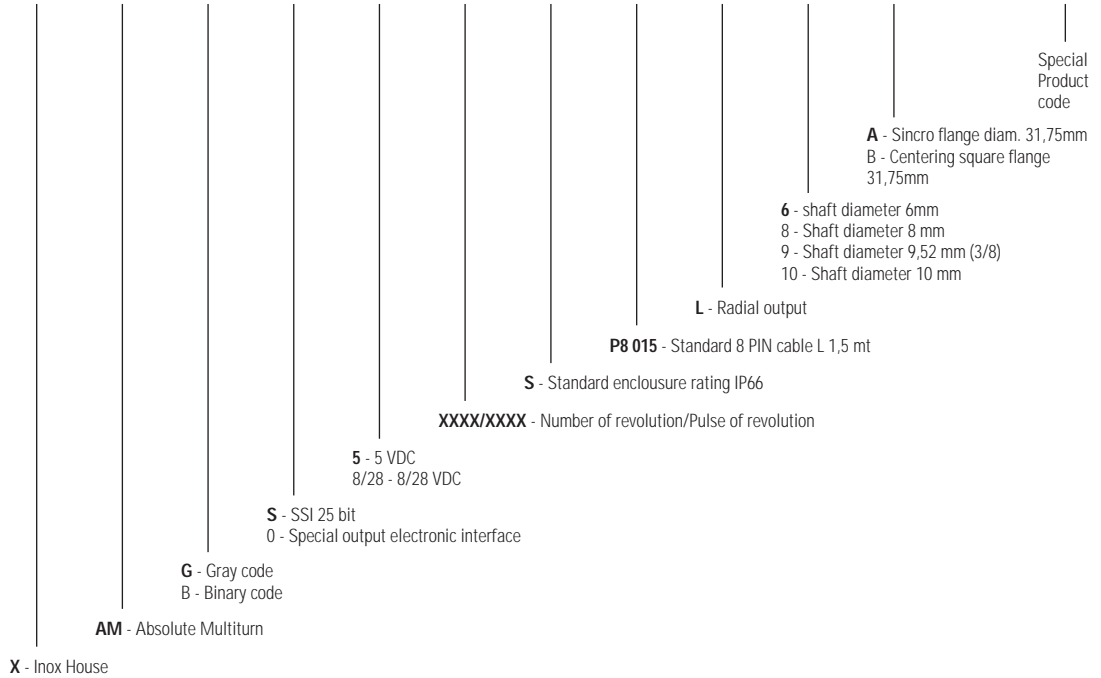 Special
Product
code
A - Sincro flange diam. 31,75mm
B - Centering square flange
31,75mm
6 - shaft diameter 6mm
8 - Shaft diameter 8 mm
9 - Shaft diameter 9,52 mm (3/8)
10 - Shaft diameter 10 mm
L - Radial output
P8 015 - Standard 8 PIN cable L 1,5 mt
S - Standard enclousure rating IP66
XXXX/XXXX - Number of revolution/Pulse of revolution
5 - 5 VDC
8/28 - 8/28 VDC
S - SSI 25 bit
0 - Special output electronic interface
G - Gray code
B - Binary code
AM - Absolute Multiturn
X - Inox House